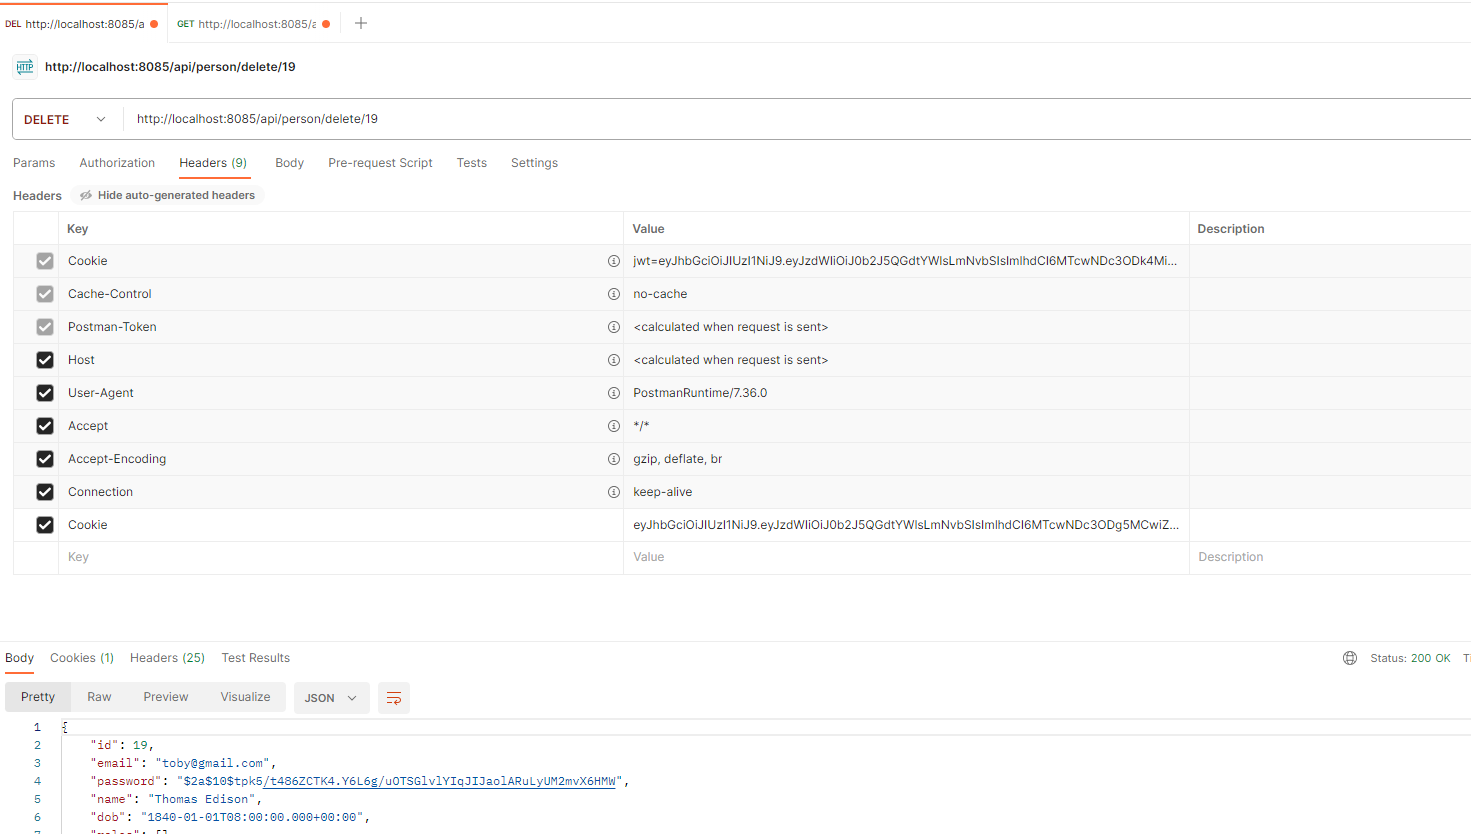 DEL http://localhost:8085/a GET http://localhost:8085/a
HTTP http://localhost:8085/api/person/delete/19
DELETE http://localhost:8085/api/person/delete/19
Params Authorization Headers (9) Body Pre-request Script Tests Settings
Headers Hide auto-generated headers
Key Value Description
Cookie jwt=eyJhbGciOiJIUzI1NiJ9.eyJzdWIiOiJ0b2J5QGdtYWlsLmNvbSIsImlhdCI6MTcwNDc3ODk4Mi...
Cache-Control no-cache
Postman-Token <calculated when request is sent>
Host <calculated when request is sent>
User-Agent PostmanRuntime/7.36.0
Accept */*
Accept-Encoding gzip, deflate, br
Connection keep-alive
Cookie eyJhbGciOiJIUzI1NiJ9.eyJzdWIiOiJ0b2J5QGdtYWlsLmNvbSIsImlhdCI6MTcwNDc3ODg5MCwiZ...
Key Value Description
Body Cookies (1) Headers (25) Test Results Status: 200 OK
Pretty Raw Preview Visualize JSON
1 {
2 "id": 19,
3 "email": "toby@gmail.com",
4 "password": "$2a$10$tpk5/t486ZCTK4.Y6L6g/uOTSGlvlYIqJIJaolARuLyUM2mvX6HMW",
5 "name": "Thomas Edison",
6 "dob": "1840-01-01T08:00:00.000+00:00",